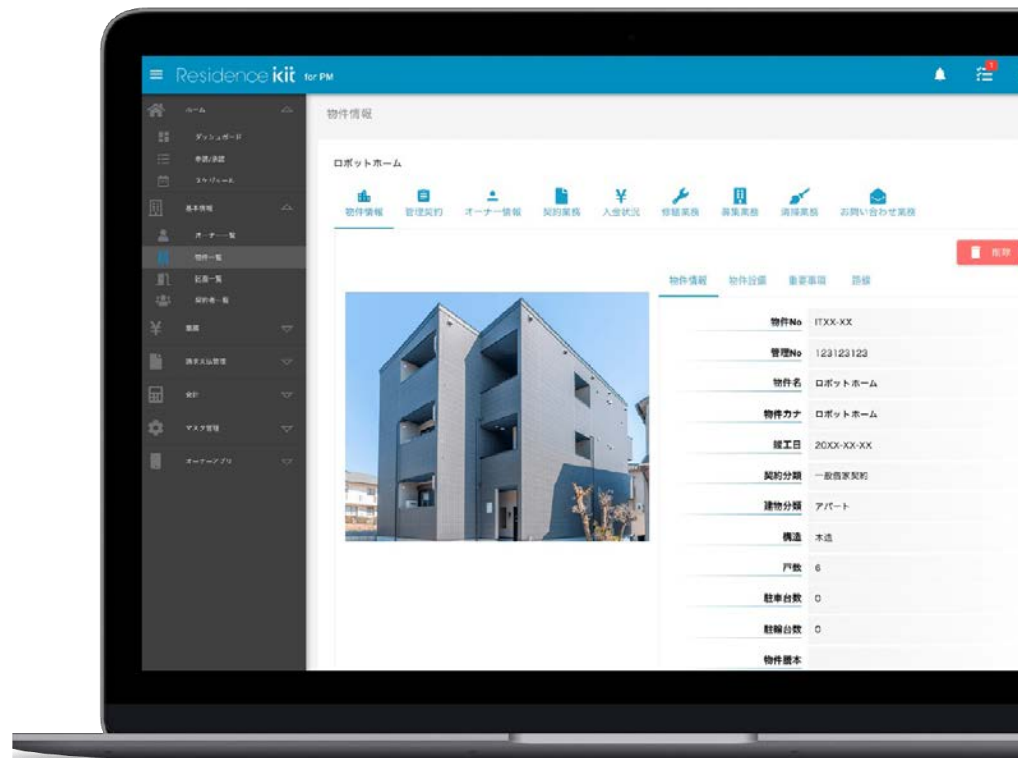 Residence kit for PM
1
ホーム
ダッシュボード
申請/承認
スケジュール
基本情報
オーナー一覧
物件一覧
部屋一覧
契約者一覧
請求支払管理
会計
マスタ管理
オーナーアプリ
物件情報
ロボットホーム
物件情報 管理契約 オーナー情報 契約業務 入金状況 修繕業務 募集業務 清掃業務 お問い合わせ業務
削除
物件情報 物件設備 重要事項 路線
物件No ITXX-XX
管理No 123123123
物件名 ロボットホーム
物件カナ ロボットホーム
竣工日 20XX-XX-XX
契約分類 一般借家契約
建物分類 アパート
構造 木造
戸数 6
駐車台数 0
駐輪台数 0
物件謄本